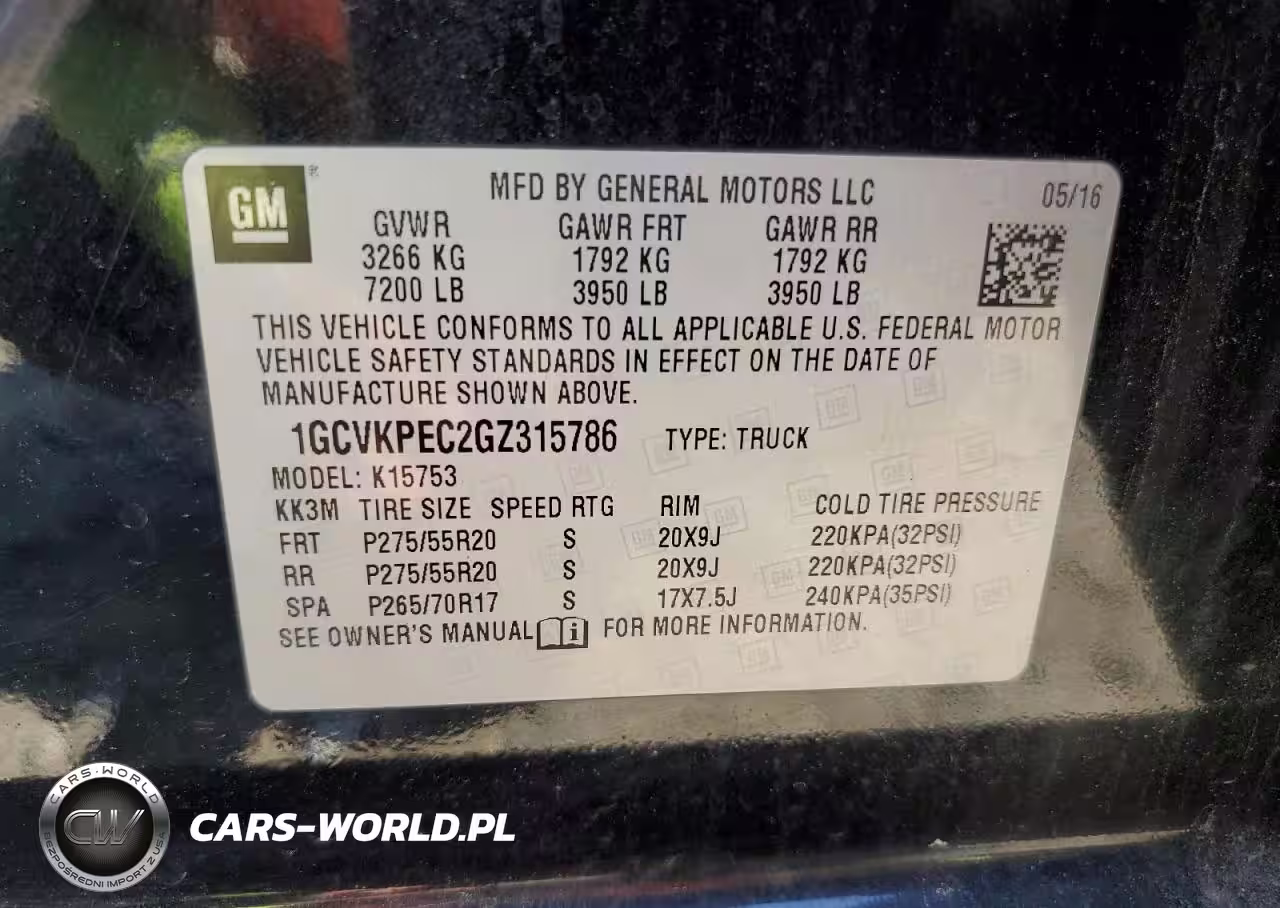 GM
MFD BY GENERAL MOTORS LLC 05/16
GVWR GAWR FRT GAWR RR
3266 KG 1792 KG 1792 KG
7200 LB 3950 LB 3950 LB
THIS VEHICLE CONFORMS TO ALL APPLICABLE U.S. FEDERAL MOTOR
VEHICLE SAFETY STANDARDS IN EFFECT ON THE DATE OF
MANUFACTURE SHOWN ABOVE.
1GCVKPEC2GZ315786 TYPE: TRUCK
MODEL: K15753
KK3M TIRE SIZE SPEED RTG RIM COLD TIRE PRESSURE
FRT P275/55R20 S 20X9J 220KPA(32PSI)
RR P275/55R20 S 20X9J 220KPA(32PSI)
SPA P265/70R17 S 17X7.5J 240KPA(35PSI)
SEE OWNER'S MANUAL i FOR MORE INFORMATION.
CARS-WORLD
CW
BEZPOŚREDNI IMPORT Z USA
CARS-WORLD.PL